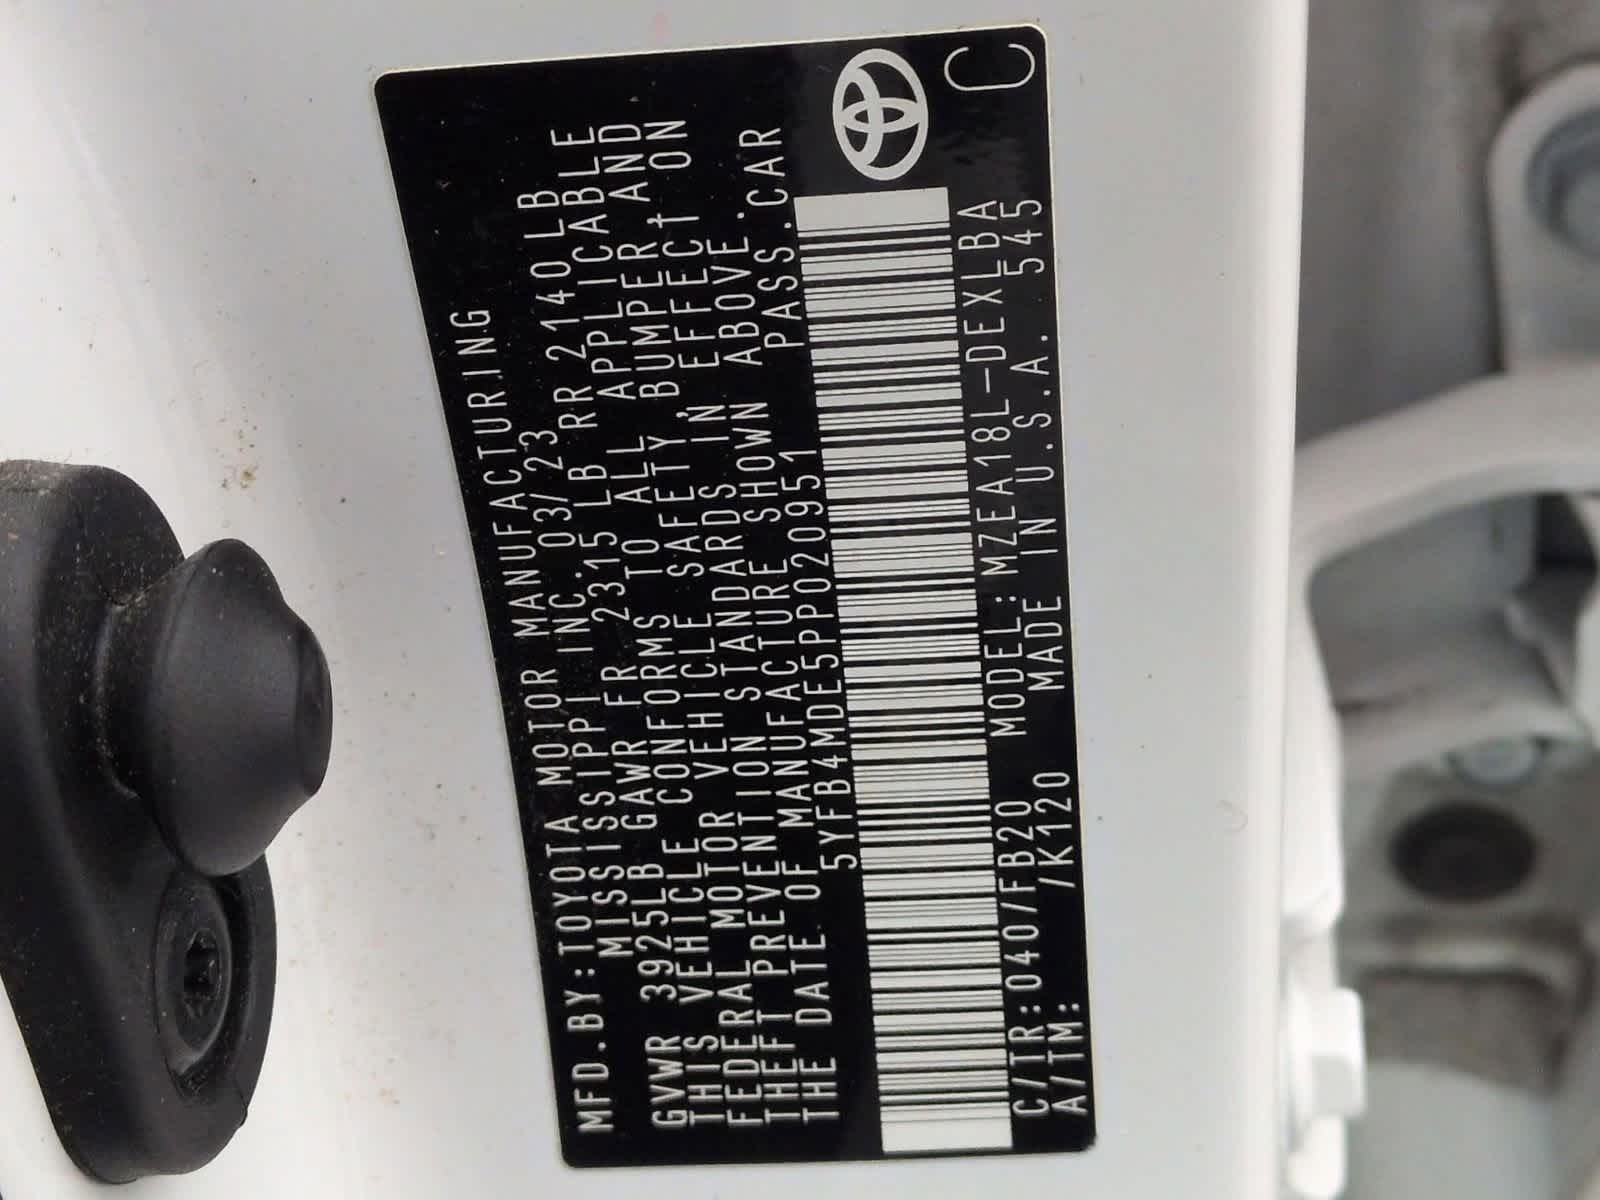 MFD.BY:TOYOTA MOTOR MANUFACTURING
MISSISSIPPI INC. 03/23
GVWR 3925LB GAWR FR 2315 LB RR 2140LB
THIS VEHICLE CONFORMS TO ALL APPLICABLE
FEDERAL MOTOR VEHICLE SAFETY, BUMPER, AND
THEFT PREVENTION STANDARDS IN EFFECT ON
THE DATE OF MANUFACTURE SHOWN ABOVE.
5YFB4MDE5PP020951 PASS.CAR
C/TR:040/FB20 MODEL:MZEA18L-DEXLBA
A/TM: /K120 MADE IN U.S.A. 545
C